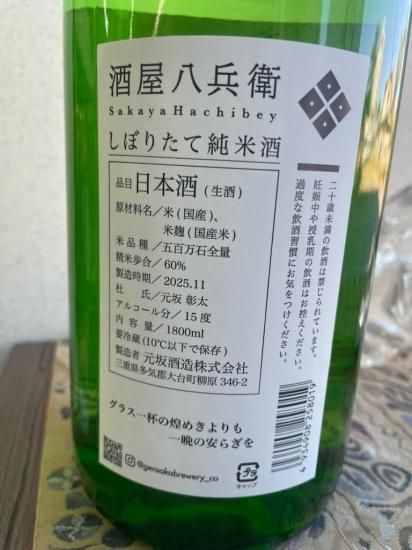 酒屋八兵衛
Sakaya Hachibey
しぼりたて純米酒
品目 日本酒(生酒)
原材料名/米(国産)、
米麹(国産米)
米品種/五百万石全量
精米歩合/60%
製造時期/2025.11
杜氏/元坂 彰太
アルコール分/15度
内容量/1800ml
要冷蔵(10℃以下で保存)
製造者 元坂酒造株式会社
三重県多気郡大台町柳原 346-2
グラス一杯の煌めきよりも
一晩の安らぎを
@gensakabrewery_co
二十歳未満の飲酒は禁じられています。
妊娠中や授乳期の飲酒はお控えください。
過度な飲酒習慣にお気をつけください。
4934908258019
プラ
キャップ